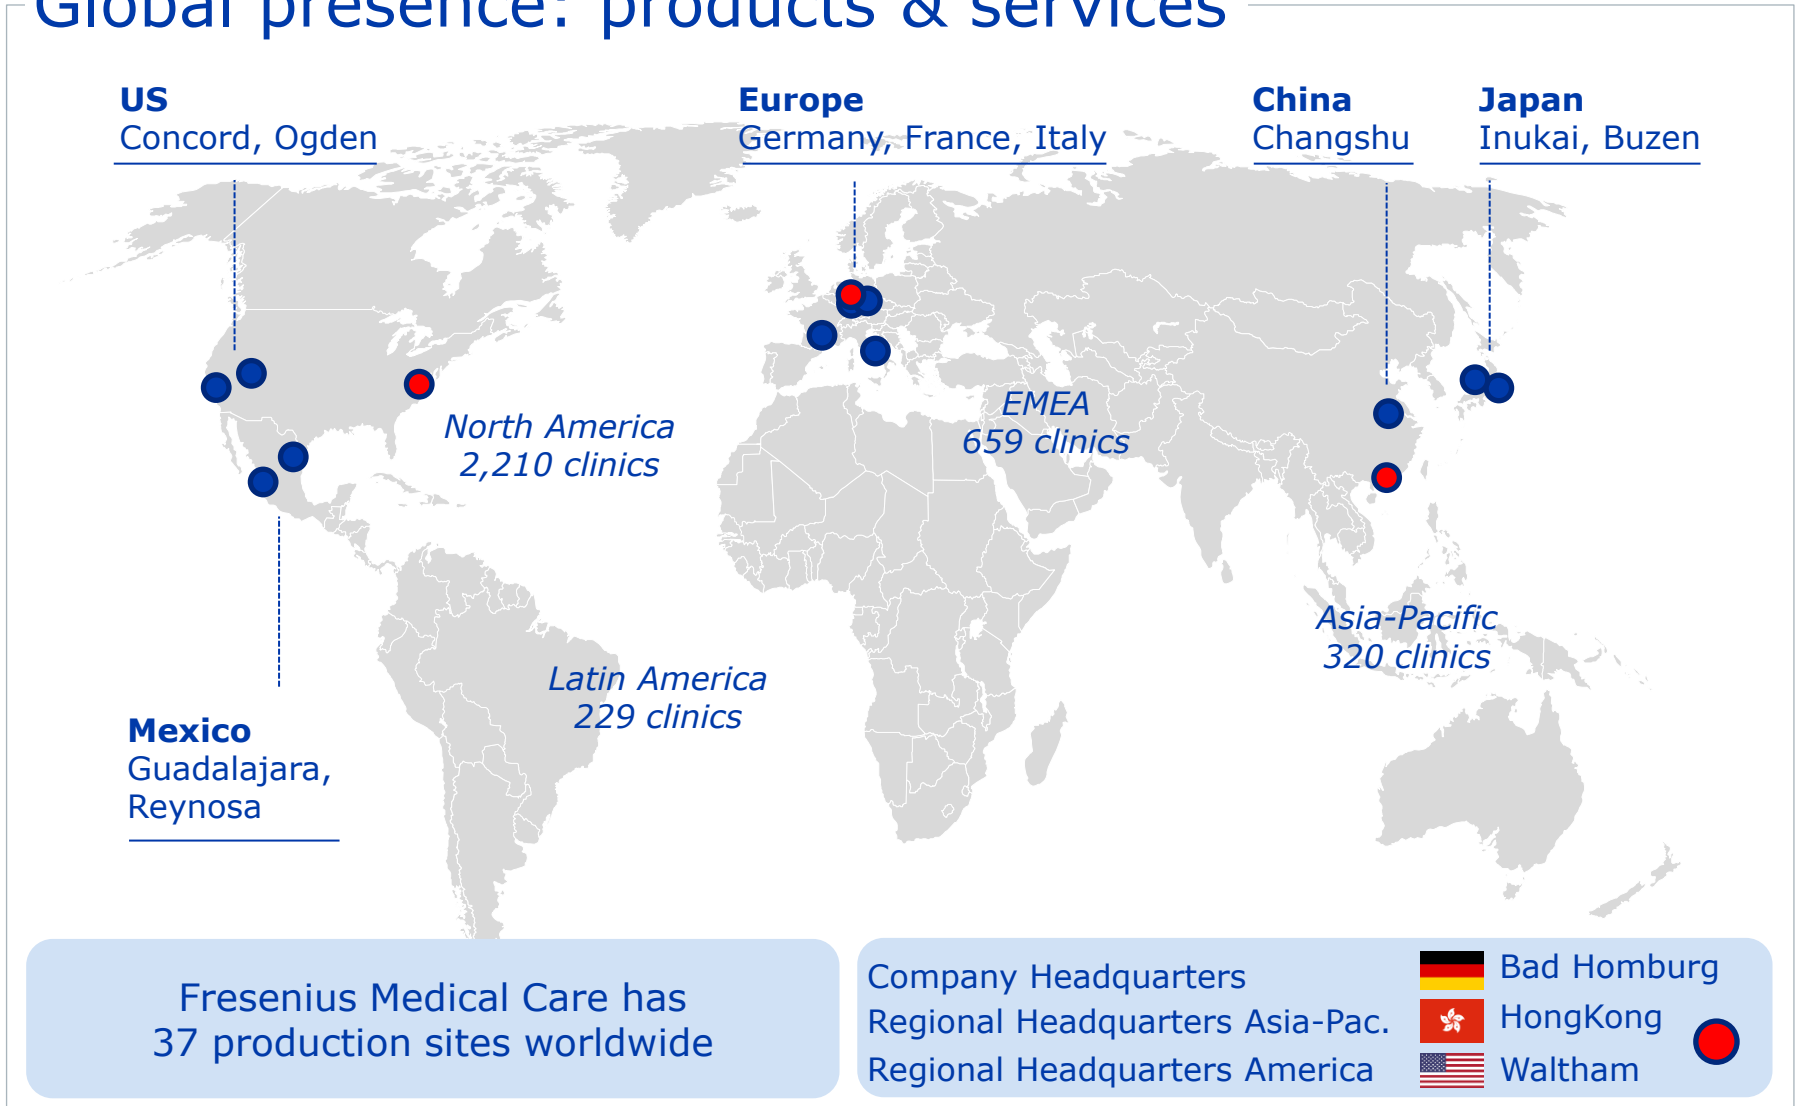 Global presence: products & services
US
Concord, Ogden
Europe
Germany, France, Italy
China
Changshu
Japan
Inukai, Buzen
North America
2,210 clinics
EMEA
659 clinics
Asia-Pacific
320 clinics
Latin America
229 clinics
Mexico
Guadalajara,
Reynosa
Fresenius Medical Care has
37 production sites worldwide
Company Headquarters
Bad Homburg
Regional Headquarters Asia-Pac.
HongKong
Regional Headquarters America
Waltham